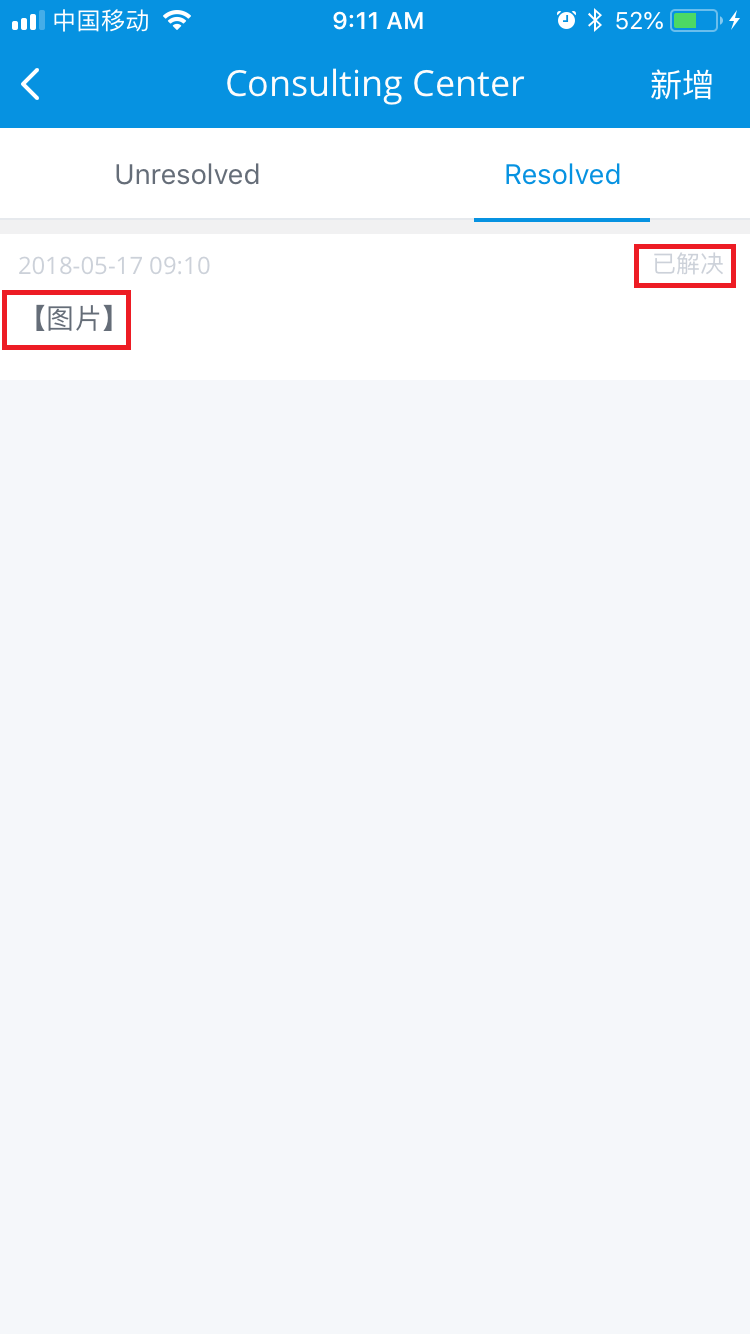 中国移动 9:11 AM 52%
Consulting Center 新增
Unresolved Resolved
2018-05-17 09:10 已解决
【图片】